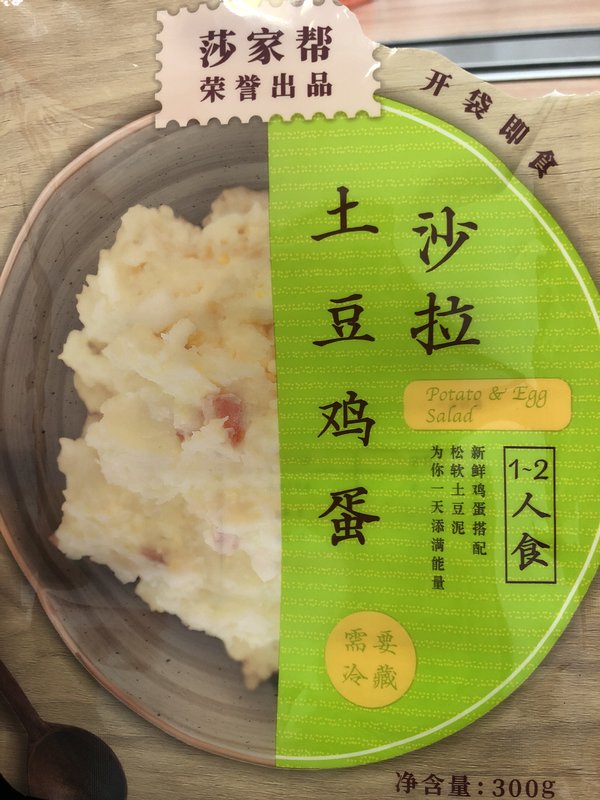 莎家帮
荣誉出品
开袋即食
土豆鸡蛋
沙拉
Potato & Egg
Salad
新鲜鸡蛋搭配
松软土豆泥
为你一天添满能量
1~2
人食
需要
冷藏
净含量:300g